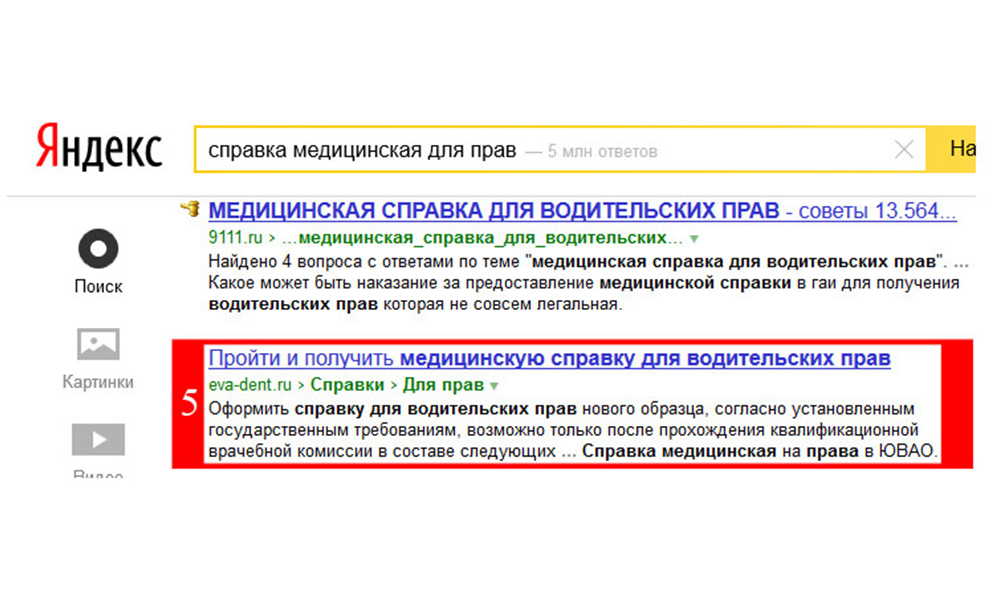 Яндекс
справка медицинская для прав — 5 млн ответов
На
МЕДИЦИНСКАЯ СПРАВКА ДЛЯ ВОДИТЕЛЬСКИХ ПРАВ - советы 13.564...
9111.ru › ...медицинская_справка_для_водительских...
Найдено 4 вопроса с ответами по теме "медицинская справка для водительских прав". ...
Какое может быть наказание за предоставление медицинской справки в гаи для получения
водительских прав которая не совсем легальная.
Поиск
Картинки
Видео
5
Пройти и получить медицинскую справку для водительских прав
eva-dent.ru › Справки › Для прав
Оформить справку для водительских прав нового образца, согласно установленным
государственным требованиям, возможно только после прохождения квалификационной
врачебной комиссии в составе следующих ... Справка медицинская на права в ЮВАО.